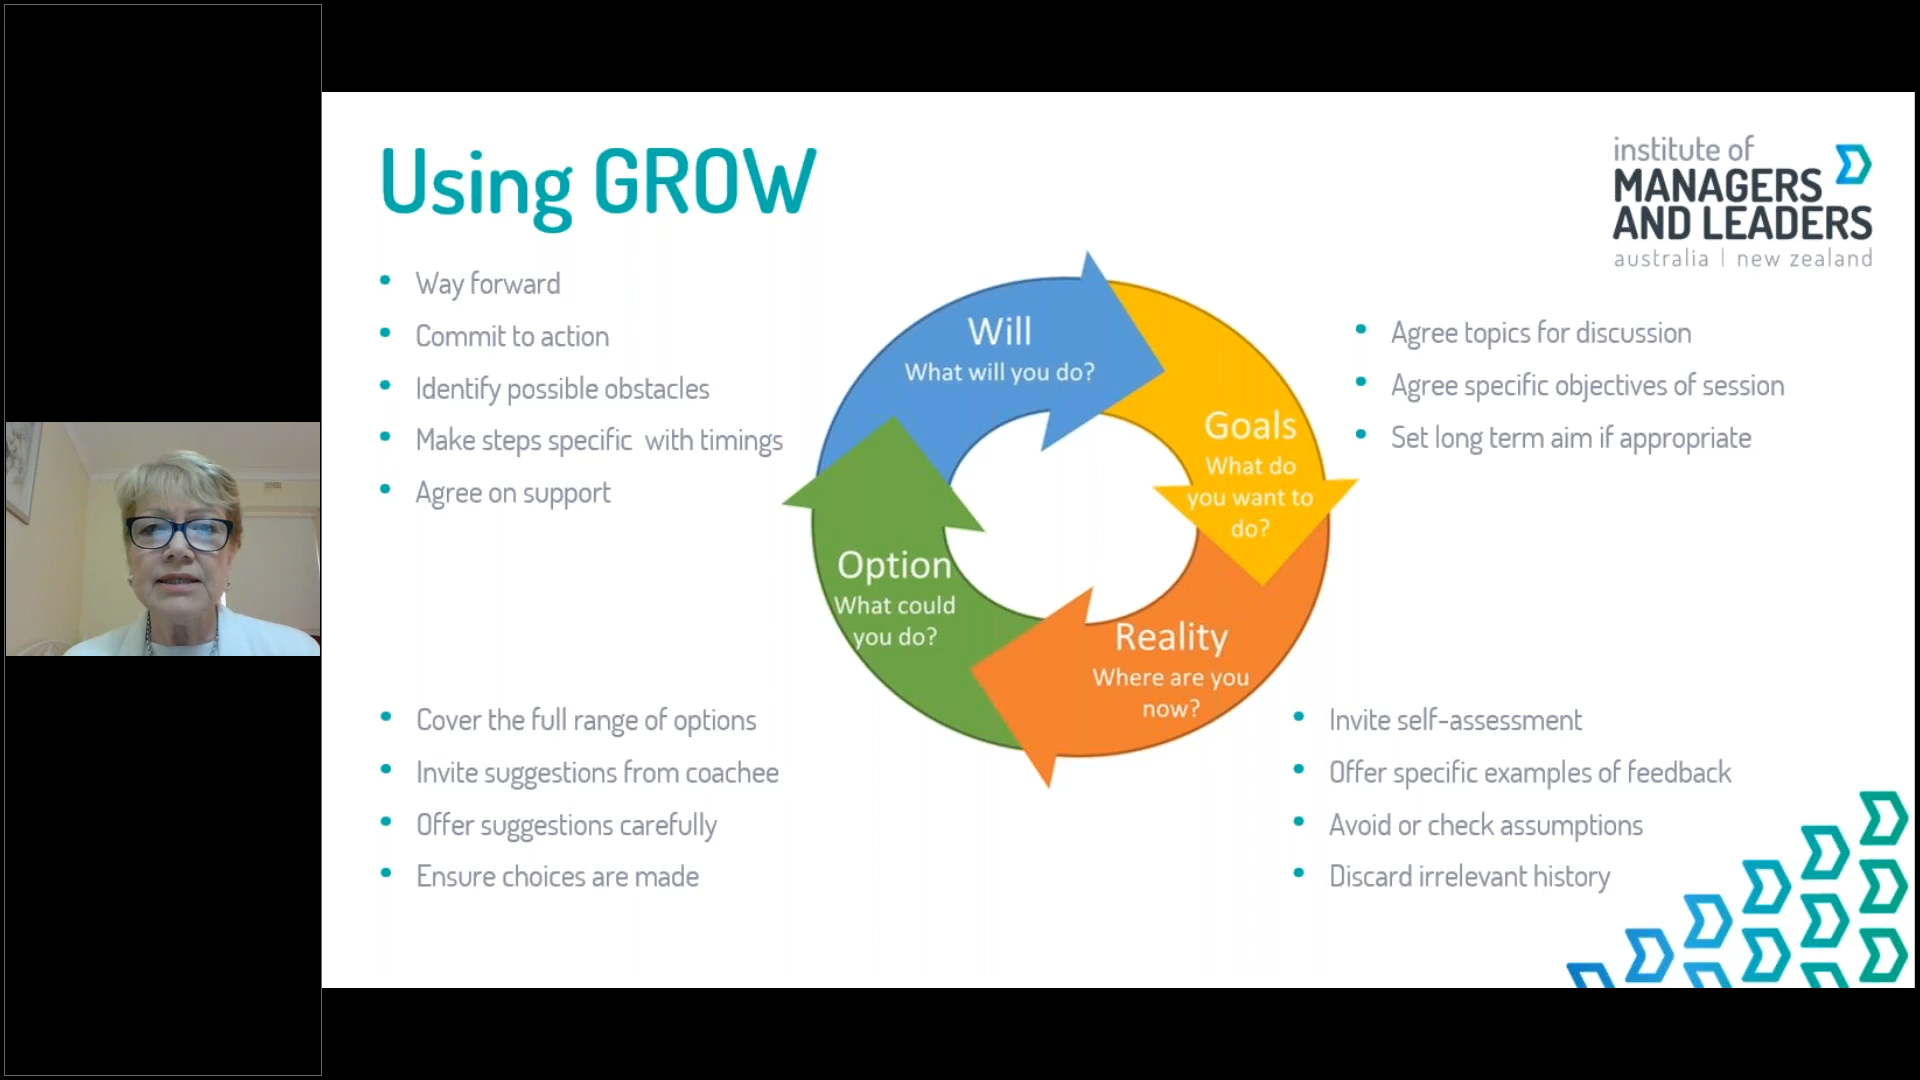 Using GROW
institute of
MANAGERS
AND LEADERS
australia | new zealand
• Way forward
• Commit to action
• Identify possible obstacles
• Make steps specific  with timings
• Agree on support
Will
What will you do?
Goals
What do
you want to
do?
• Agree topics for discussion
• Agree specific objectives of session
• Set long term aim if appropriate
Option
What could
you do?
Reality
Where are you
now?
• Cover the full range of options
• Invite suggestions from coachee
• Offer suggestions carefully
• Ensure choices are made
• Invite self-assessment
• Offer specific examples of feedback
• Avoid or check assumptions
• Discard irrelevant history